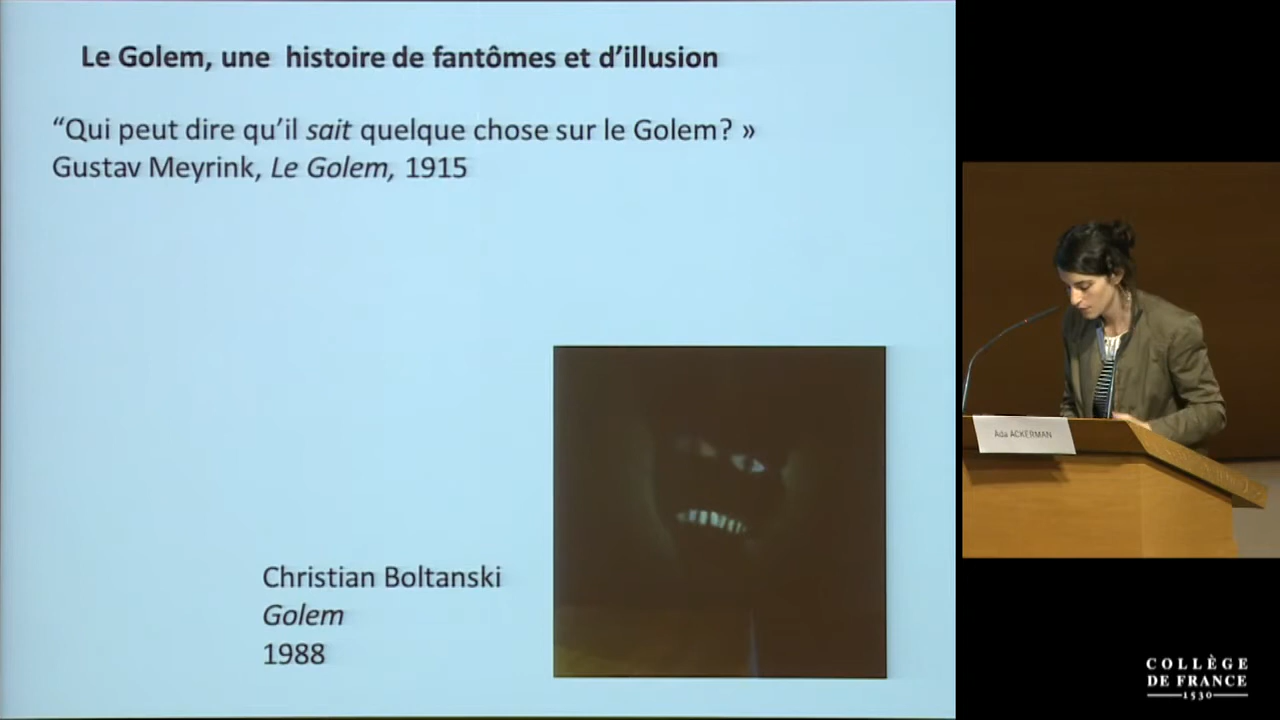 Le Golem, une histoire de fantômes et d'illusion
“Qui peut dire qu'il sait quelque chose sur le Golem? »
Gustav Meyrink, Le Golem, 1915
Christian Boltanski
Golem
1988
Ada ACKERMAN
COLLÈGE
DE FRANCE
1530